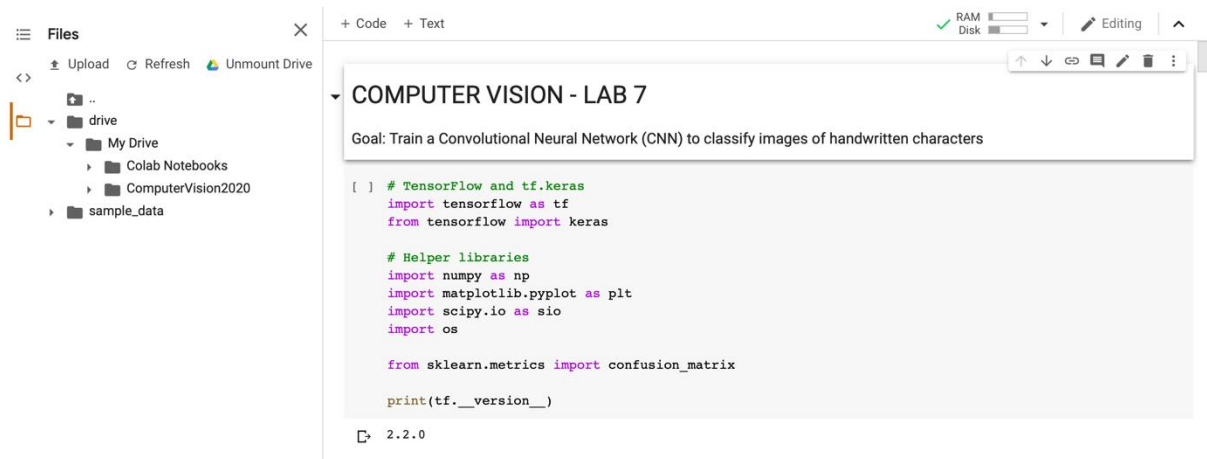 Files
Upload Refresh Unmount Drive
..
drive
My Drive
Colab Notebooks
ComputerVision2020
sample_data
+ Code + Text
RAM
Disk
Editing
COMPUTER VISION - LAB 7
Goal: Train a Convolutional Neural Network (CNN) to classify images of handwritten characters
[ ] # TensorFlow and tf.keras
import tensorflow as tf
from tensorflow import keras
# Helper libraries
import numpy as np
import matplotlib.pyplot as plt
import scipy.io as sio
import os
from sklearn.metrics import confusion_matrix
print(tf.__version__)
2.2.0